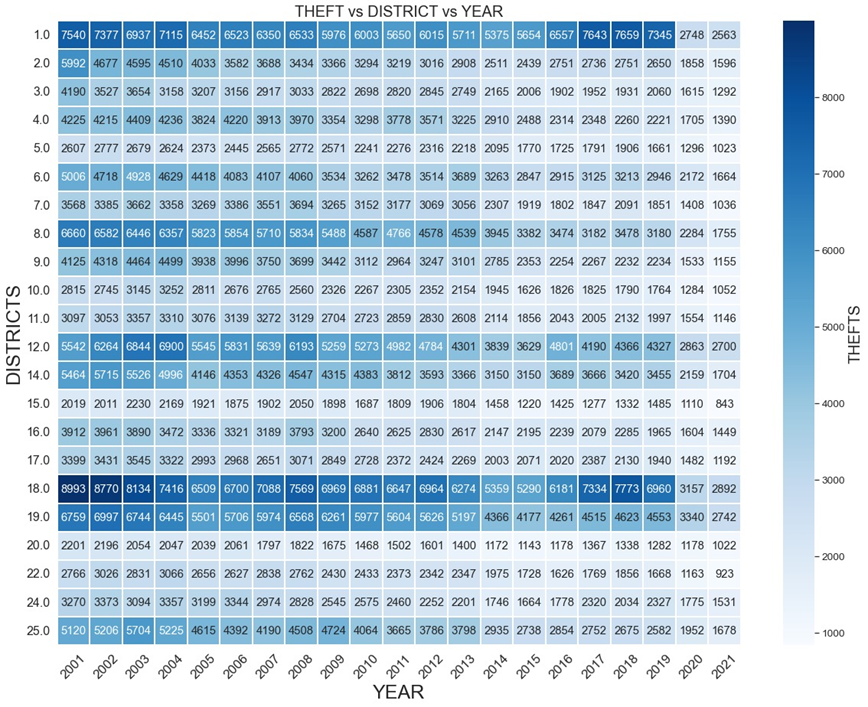 THEFT vs DISTRICT vs YEAR
1.0 7540 7377 6937 7115 6452 6523 6350 6533 5976 6003 5650 6015 5711 5375 5654 6557 7643 7659 7345 2748 2563
2.0 5992 4677 4595 4510 4033 3582 3688 3434 3366 3294 3219 3016 2908 2511 2439 2751 2736 2751 2650 1858 1596
3.0 4190 3527 3654 3158 3207 3156 2917 3033 2822 2698 2820 2845 2749 2165 2006 1902 1952 1931 2060 1615 1292
4.0 4225 4215 4409 4236 3824 4220 3913 3970 3354 3298 3778 3571 3225 2910 2488 2314 2348 2260 2221 1705 1390
5.0 2607 2777 2679 2624 2373 2445 2565 2772 2571 2241 2276 2316 2218 2095 1770 1725 1791 1906 1661 1296 1023
6.0 5006 4718 4928 4629 4418 4083 4107 4060 3534 3262 3478 3514 3689 3263 2847 2915 3125 3213 2946 2172 1664
7.0 3568 3385 3662 3358 3269 3386 3551 3694 3265 3152 3177 3069 3056 2307 1919 1802 1847 2091 1851 1408 1036
8.0 6660 6582 6446 6357 5823 5854 5710 5834 5488 4587 4766 4578 4539 3945 3382 3474 3182 3478 3180 2284 1755
9.0 4125 4318 4464 4499 3938 3996 3750 3699 3442 3112 2964 3247 3101 2785 2353 2254 2267 2232 2234 1533 1155
10.0 2815 2745 3145 3252 2811 2676 2765 2560 2326 2267 2305 2352 2154 1945 1626 1826 1825 1790 1764 1284 1052
11.0 3097 3053 3357 3310 3076 3139 3272 3129 2704 2723 2859 2830 2608 2114 1856 2043 2005 2132 1997 1554 1146
12.0 5542 6264 6844 6900 5545 5831 5639 6193 5259 5273 4982 4784 4301 3839 3629 4801 4190 4366 4327 2863 2700
14.0 5464 5715 5526 4996 4146 4353 4326 4547 4315 4383 3812 3593 3366 3150 3150 3689 3666 3420 3455 2159 1704
15.0 2019 2011 2230 2169 1921 1875 1902 2050 1898 1687 1809 1906 1804 1458 1220 1425 1277 1332 1485 1110 843
16.0 3912 3961 3890 3472 3336 3321 3189 3793 3200 2640 2625 2830 2617 2147 2195 2239 2079 2285 1965 1604 1449
17.0 3399 3431 3545 3322 2993 2968 2651 3071 2849 2728 2372 2424 2269 2003 2071 2020 2387 2130 1940 1482 1192
18.0 8993 8770 8134 7416 6509 6700 7088 7569 6969 6881 6647 6964 6274 5359 5290 6181 7334 7773 6960 3157 2892
19.0 6759 6997 6744 6445 5501 5706 5974 6568 6261 5977 5604 5626 5197 4366 4177 4261 4515 4623 4553 3340 2742
20.0 2201 2196 2054 2047 2039 2061 1797 1822 1675 1468 1502 1601 1400 1172 1143 1178 1367 1338 1282 1178 1022
22.0 2766 3026 2831 3066 2656 2627 2838 2762 2430 2433 2373 2342 2347 1975 1728 1626 1769 1856 1668 1163 923
24.0 3270 3373 3094 3357 3199 3344 2974 2828 2545 2575 2460 2252 2201 1746 1664 1778 2320 2034 2327 1775 1531
25.0 5120 5206 5704 5225 4615 4392 4190 4508 4724 4064 3665 3786 3798 2935 2738 2854 2752 2675 2582 1952 1678
2001 2002 2003 2004 2005 2006 2007 2008 2009 2010 2011 2012 2013 2014 2015 2016 2017 2018 2019 2020 2021
YEAR
DISTRICTS
8000
7000
6000
5000
4000
3000
2000
1000
THEFTS